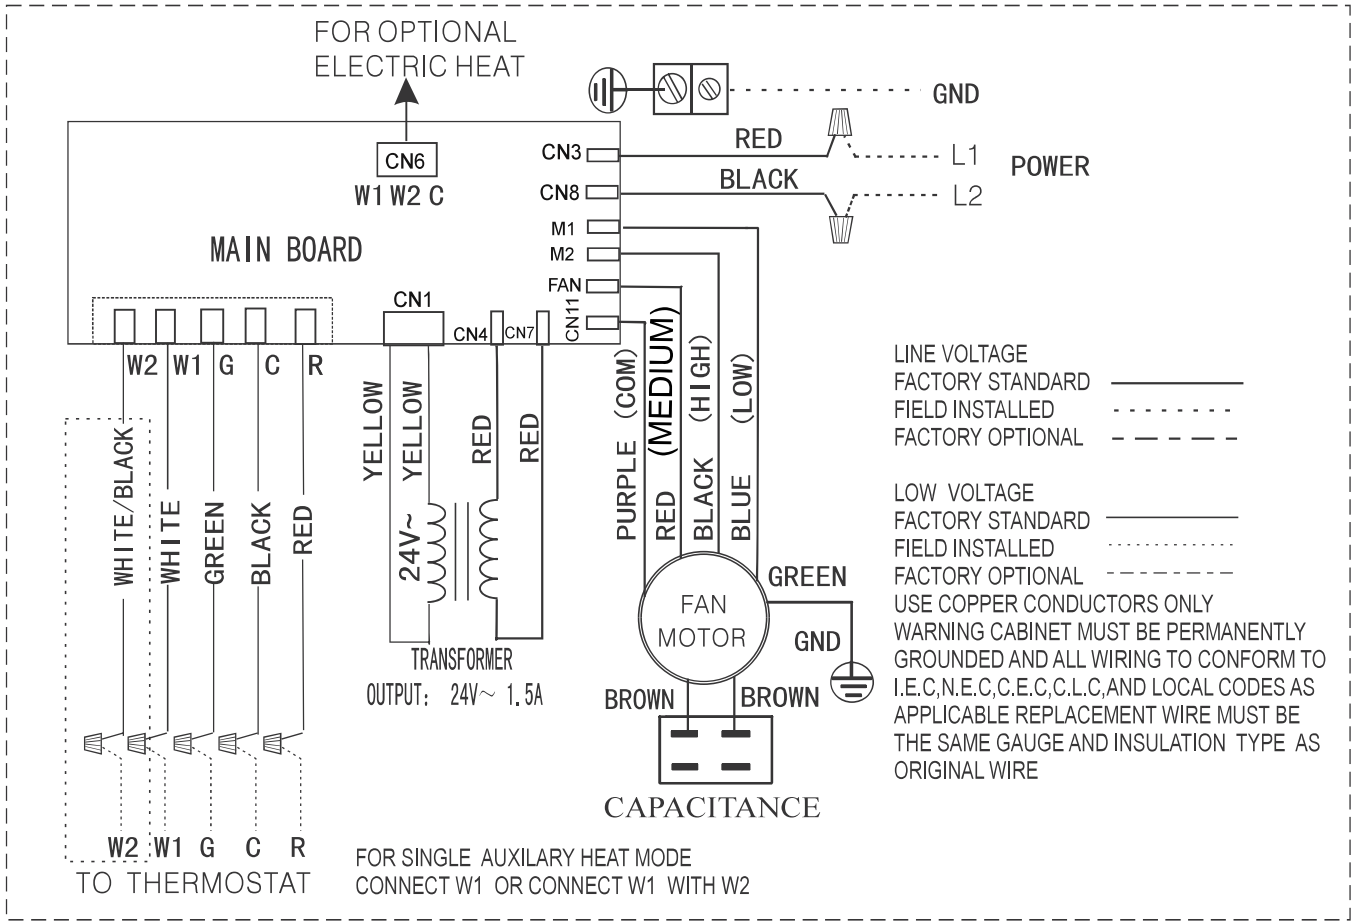 FOR OPTIONAL
ELECTRIC HEAT
GND
CN3
RED
L1
POWER
CN6
W1 W2 C
CN8
BLACK
L2
M1
MAIN BOARD
M2
FAN
CN1
CN11
CN4
CN7
W2 W1 G C R
YELLOW
YELLOW
RED
RED
PURPLE (COM)
RED (MEDIUM)
BLACK (HIGH)
BLUE (LOW)
WHITE/BLACK
WHITE
GREEN
BLACK
RED
24V~
LINE VOLTAGE
FACTORY STANDARD
FIELD INSTALLED
FACTORY OPTIONAL
LOW VOLTAGE
FACTORY STANDARD
FIELD INSTALLED
FACTORY OPTIONAL
USE COPPER CONDUCTORS ONLY
WARNING CABINET MUST BE PERMANENTLY
GROUNDED AND ALL WIRING TO CONFORM TO
I.E.C,N.E.C,C.E.C,C.L.C,AND LOCAL CODES AS
APPLICABLE REPLACEMENT WIRE MUST BE
THE SAME GAUGE AND INSULATION TYPE AS
ORIGINAL WIRE
FAN
MOTOR
GREEN
GND
TRANSFORMER
OUTPUT: 24V~ 1.5A
BROWN
BROWN
CAPACITANCE
W2 W1 G C R
TO THERMOSTAT
FOR SINGLE AUXILARY HEAT MODE
CONNECT W1 OR CONNECT W1 WITH W2